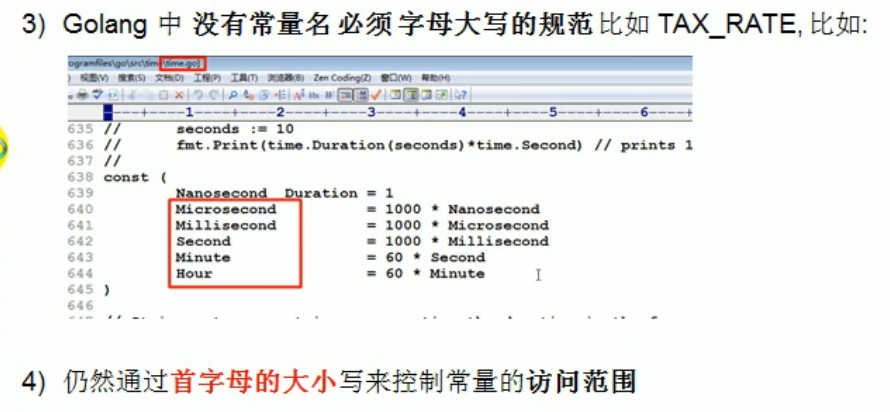 3) Golang 中 没有常量名 必须 字母大写的规范 比如 TAX_RATE, 比如:
ogramfiles\go\src\time\time.go]
视图(V) 搜索(S) 文档(D) 工程(P) 工具(T) 浏览器(B) Zen Coding(Z) 窗口(W) 帮助(H)
----+----1----+----2----+----3----+----4----+----5----+----6----+
635 // seconds := 10
636 // fmt.Print(time.Duration(seconds)*time.Second) // prints 1
637 //
638 const (
639 Nanosecond Duration = 1
640 Microsecond = 1000 * Nanosecond
641 Millisecond = 1000 * Microsecond
642 Second = 1000 * Millisecond
643 Minute = 60 * Second
644 Hour = 60 * Minute
645 )
646
4) 仍然通过首字母的大小写来控制常量的访问范围